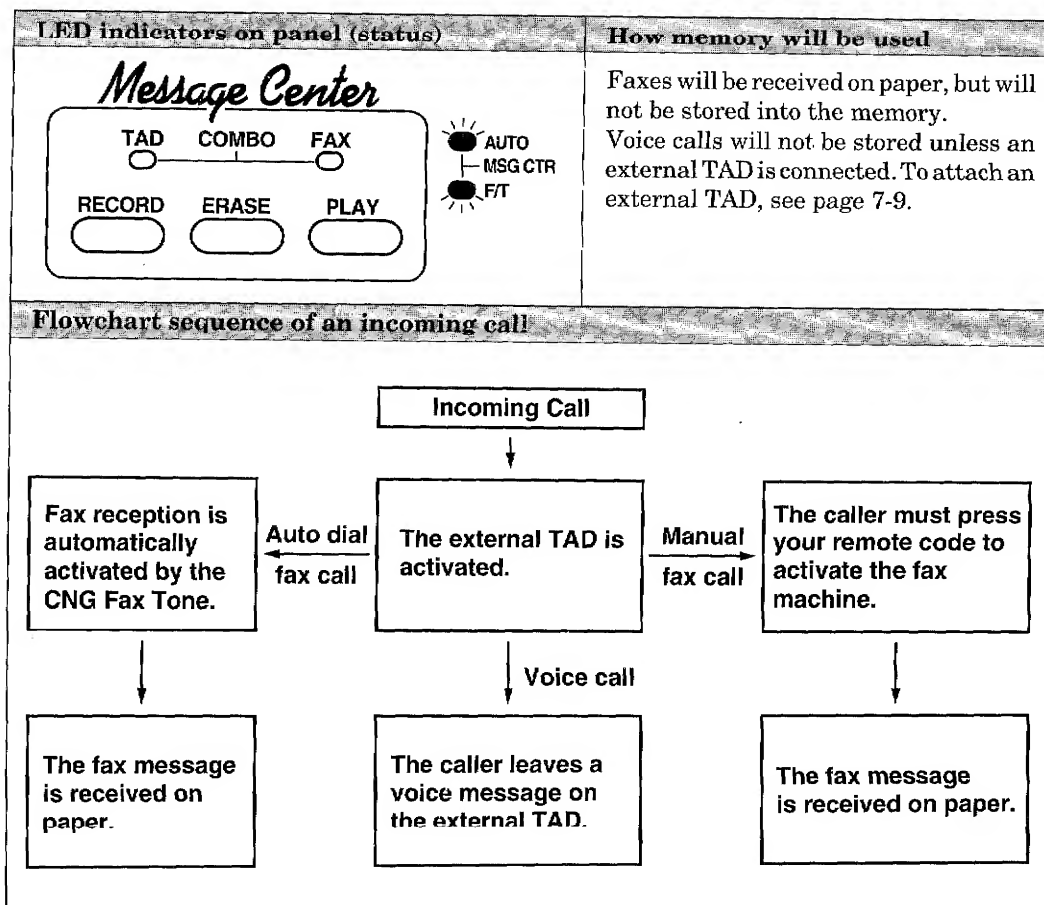 LED indicators on panel (status)
How memory will be used
Message Center
TAD COMBO FAX
RECORD ERASE PLAY
AUTO
MSG CTR
F/T
Faxes will be received on paper, but will
not be stored into the memory.
Voice calls will not be stored unless an
external TAD is connected. To attach an
external TAD, see page 7-9.
Flowchart sequence of an incoming call
Incoming Call
Fax reception is
automatically
activated by the
CNG Fax Tone.
Auto dial
fax call
The external TAD is
activated.
Manual
fax call
The caller must press
your remote code to
activate the fax
machine.
Voice call
The fax message
is received on
paper.
The caller leaves a
voice message on
the external TAD.
The fax message
is received on paper.